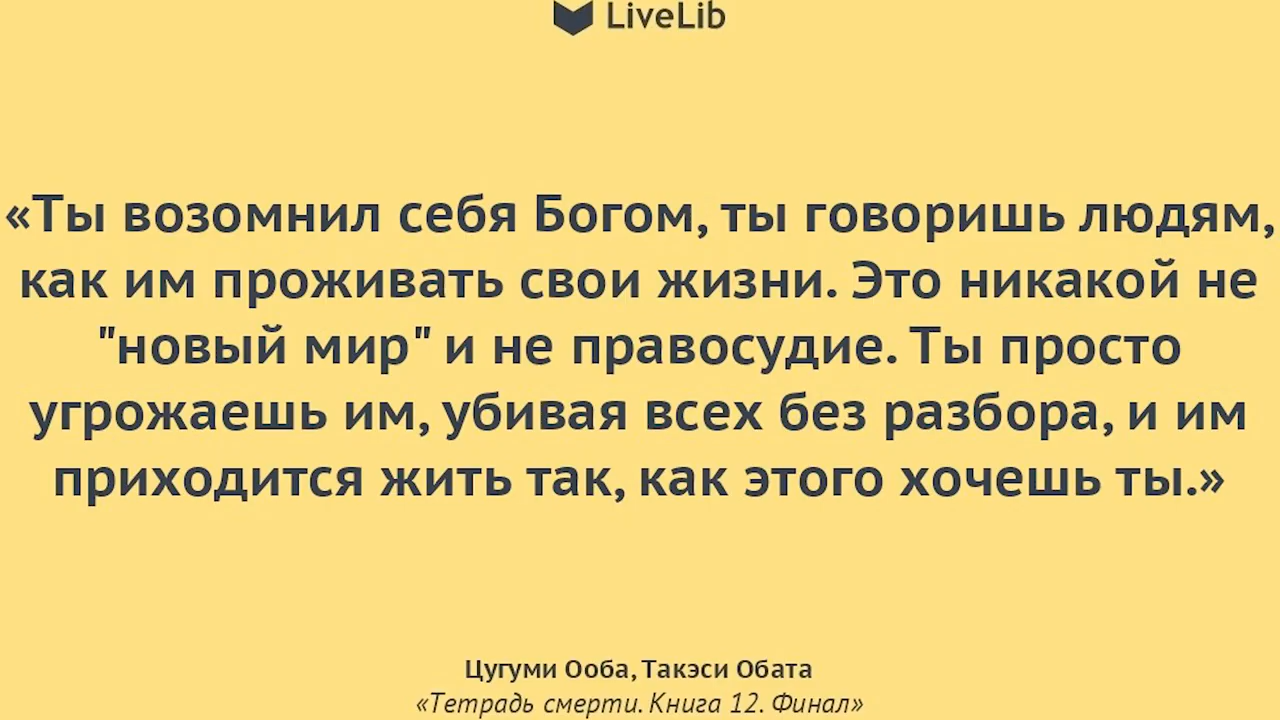 LiveLib
«Ты возомнил себя Богом, ты говоришь людям,
как им проживать свои жизни. Это никакой не
"новый мир" и не правосудие. Ты просто
угрожаешь им, убивая всех без разбора, и им
приходится жить так, как этого хочешь ты.»
Цугуми Ооба, Такэси Обата
«Тетрадь смерти. Книга 12. Финал»